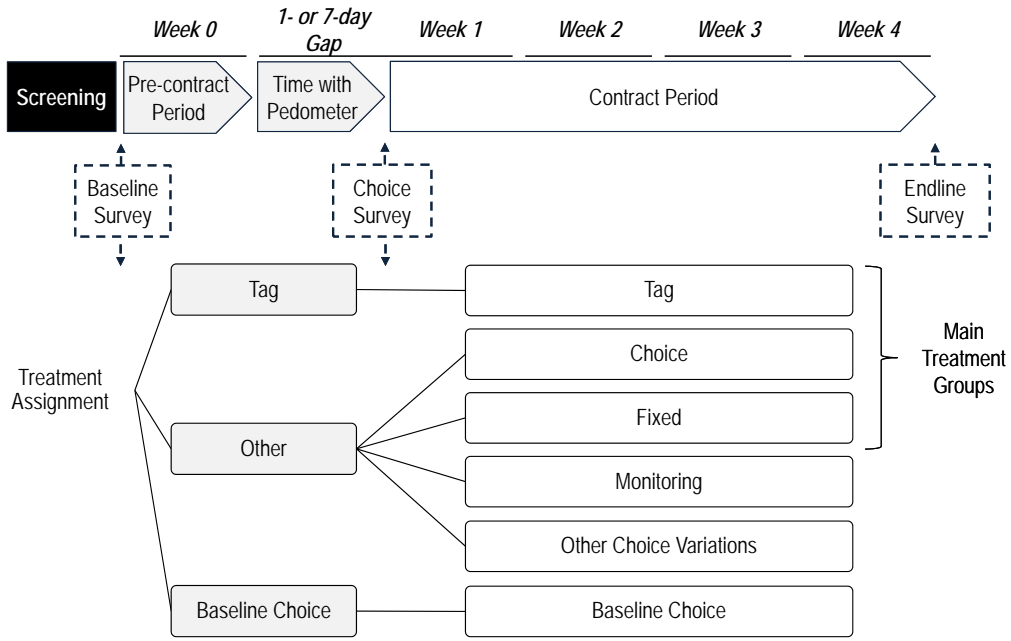 Week 0
1- or 7-day
Gap
Week 1
Week 2
Week 3
Week 4
Screening
Pre-contract
Period
Time with
Pedometer
Contract Period
Baseline
Survey
Choice
Survey
Endline
Survey
Treatment
Assignment
Tag
Other
Baseline Choice
Tag
Choice
Fixed
Monitoring
Other Choice Variations
Baseline Choice
Main
Treatment
Groups